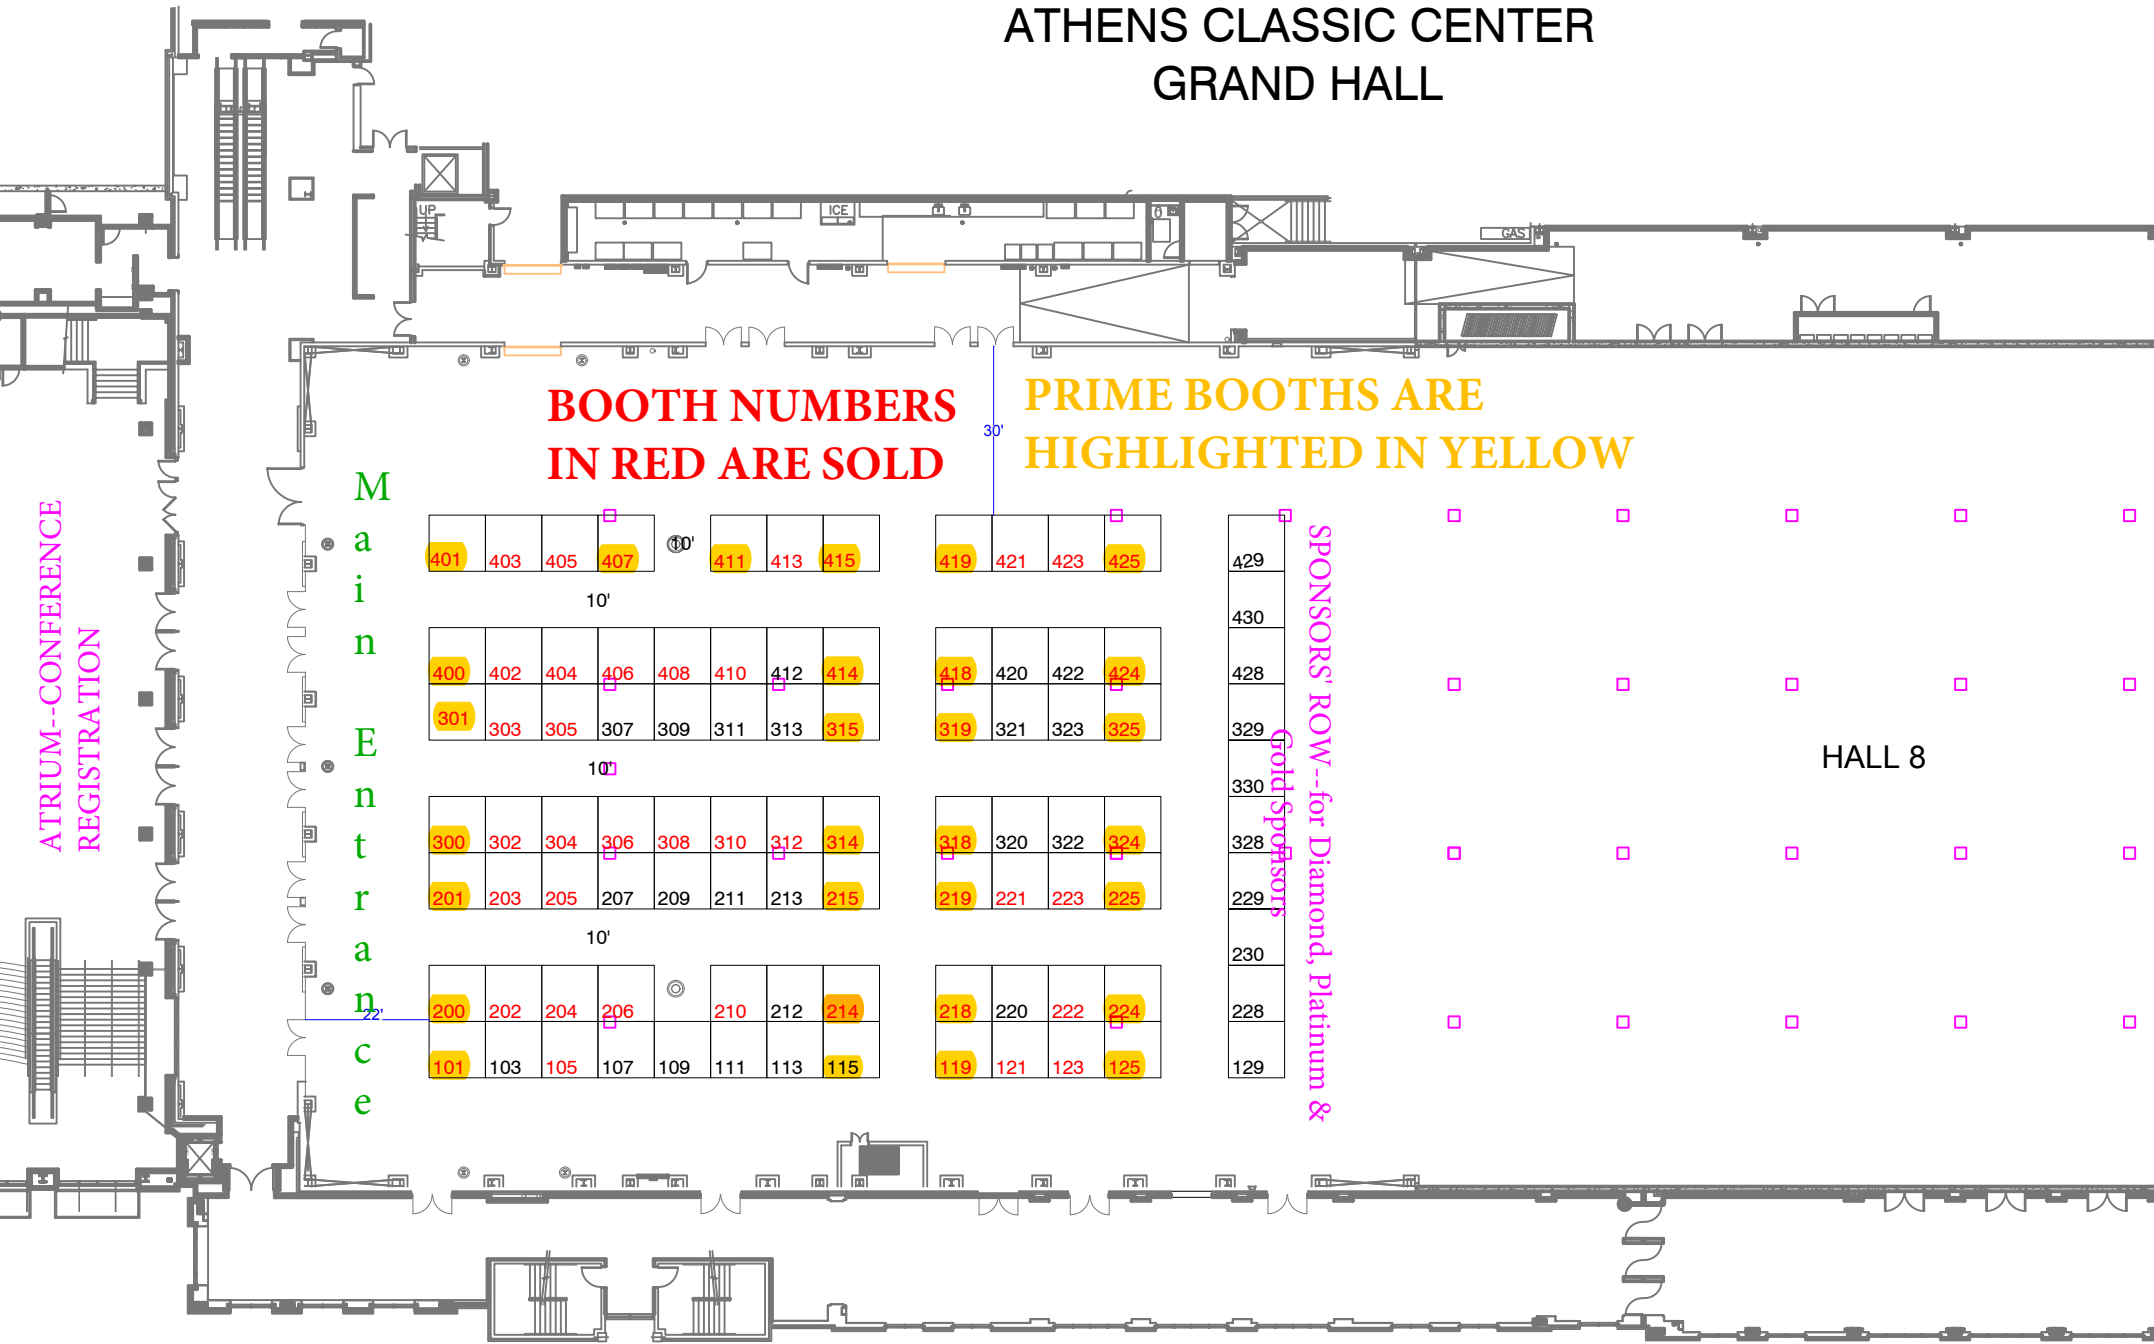 ATHENS CLASSIC CENTER
GRAND HALL
UP
ICE
GAS
BOOTH NUMBERS
IN RED ARE SOLD
PRIME BOOTHS ARE
HIGHLIGHTED IN YELLOW
30'
ATRIUM--CONFERENCE
REGISTRATION
Main Entrance
401 403 405 407 10' 411 413 415 419 421 423 425 429
10'
430
400 402 404 406 408 410 412 414 418 420 422 424 428
301 303 305 307 309 311 313 315 319 321 323 325 329
10'
330
300 302 304 306 308 310 312 314 318 320 322 324 328
201 203 205 207 209 211 213 215 219 221 223 225 229
10'
230
200 202 204 206 210 212 214 218 220 222 224 228
22'
101 103 105 107 109 111 113 115 119 121 123 125 129
SPONSORS' ROW--for Diamond, Platinum &
Gold Sponsors
HALL 8